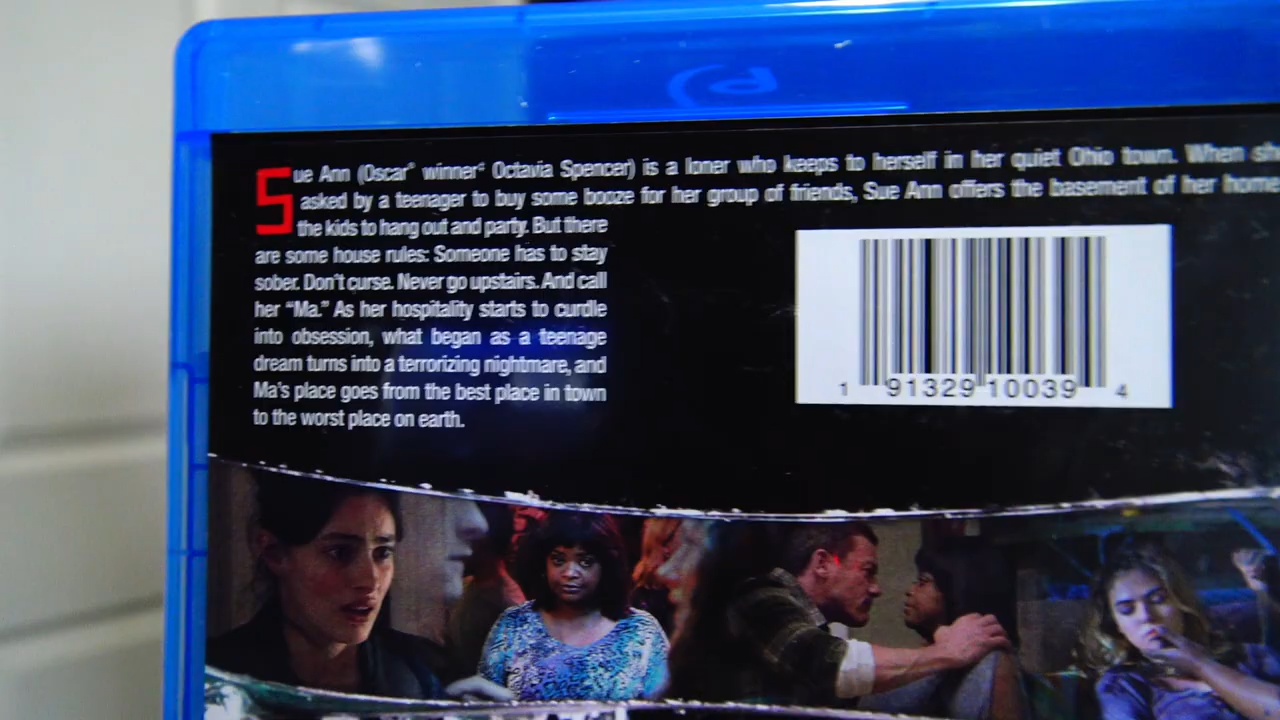 Sue Ann (Oscar® winner® Octavia Spencer) is a loner who keeps to herself in her quiet Ohio town. When
asked by a teenager to buy some booze for her group of friends, Sue Ann offers the basement of her home
the kids to hang out and party. But there
are some house rules: Someone has to stay
sober. Don't curse. Never go upstairs. And call
her “Ma.” As her hospitality starts to curdle
into obsession, what began as a teenage
dream turns into a terrorizing nightmare, and
Ma's place goes from the best place in town
to the worst place on earth.
1 91329 10039 4